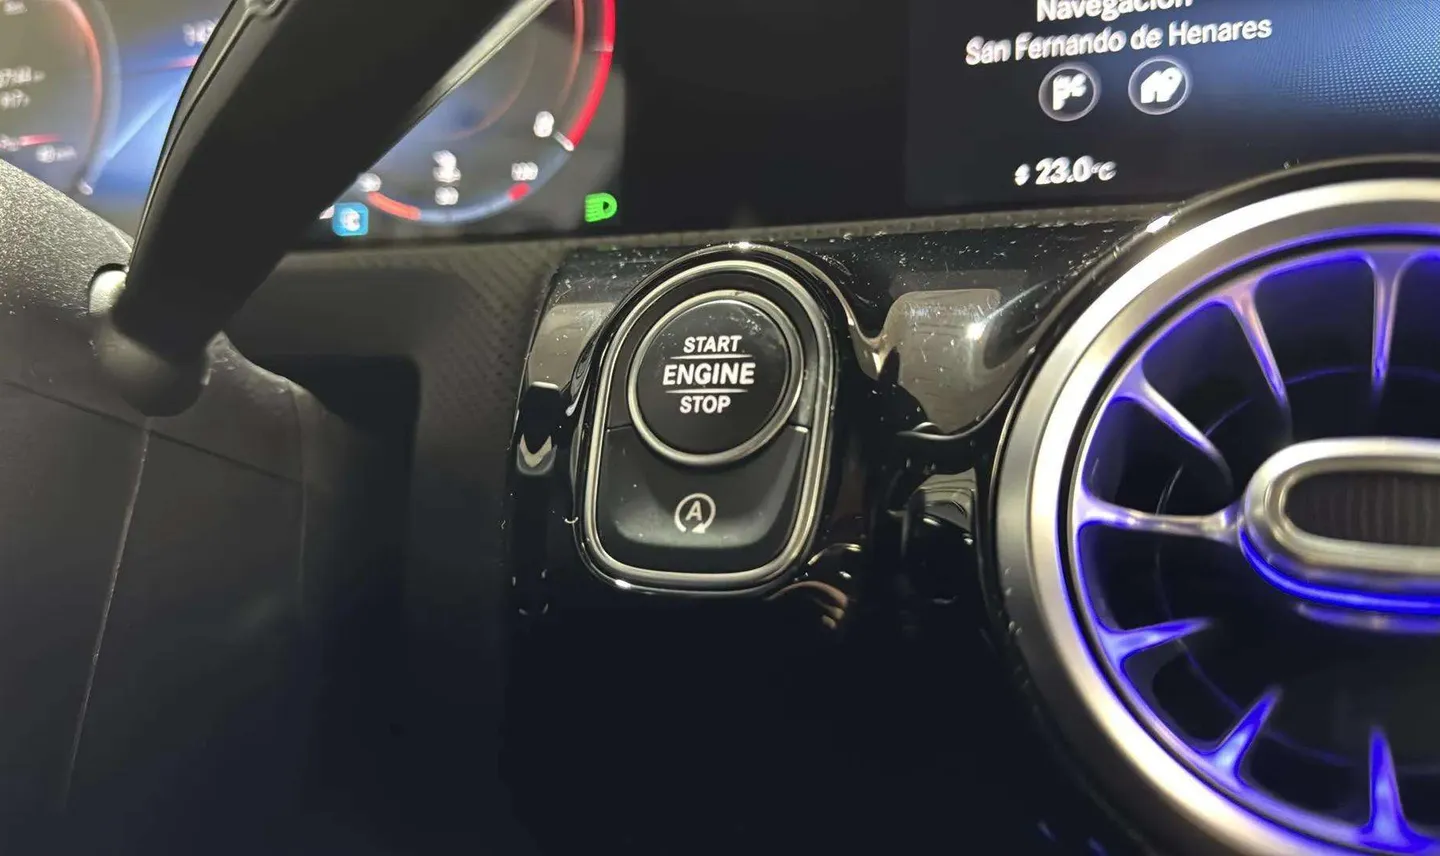 Navegación
San Fernando de Henares
23.0°C
START
ENGINE
STOP
A